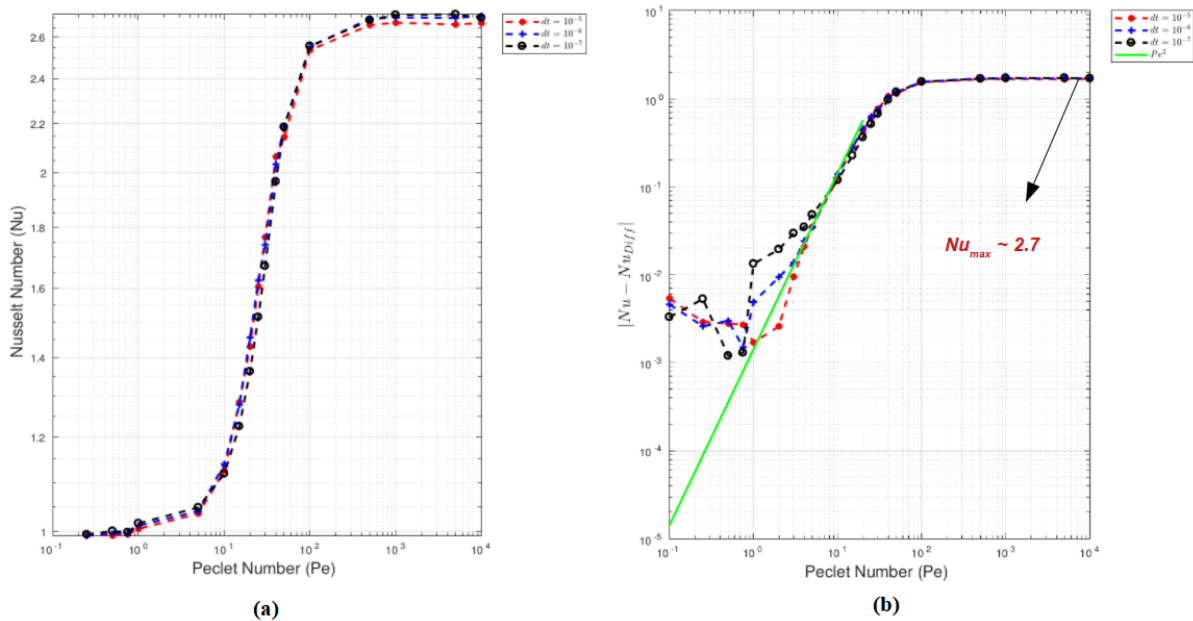 2.6
2.4
2.2
2
1.8
1.6
1.4
1.2
1
10^-1
10^0
10^1
10^2
10^3
10^4
Nusselt Number (Nu)
Peclet Number (Pe)
dt = 10^-5
dt = 10^-6
dt = 10^-7
(a)
10^1
10^0
10^-1
10^-2
10^-3
10^-4
10^-5
10^-1
10^0
10^1
10^2
10^3
10^4
|Nu − Nu_Diff|
Peclet Number (Pe)
dt = 10^-5
dt = 10^-6
dt = 10^-7
Pe^2
Nu_max ~ 2.7
(b)